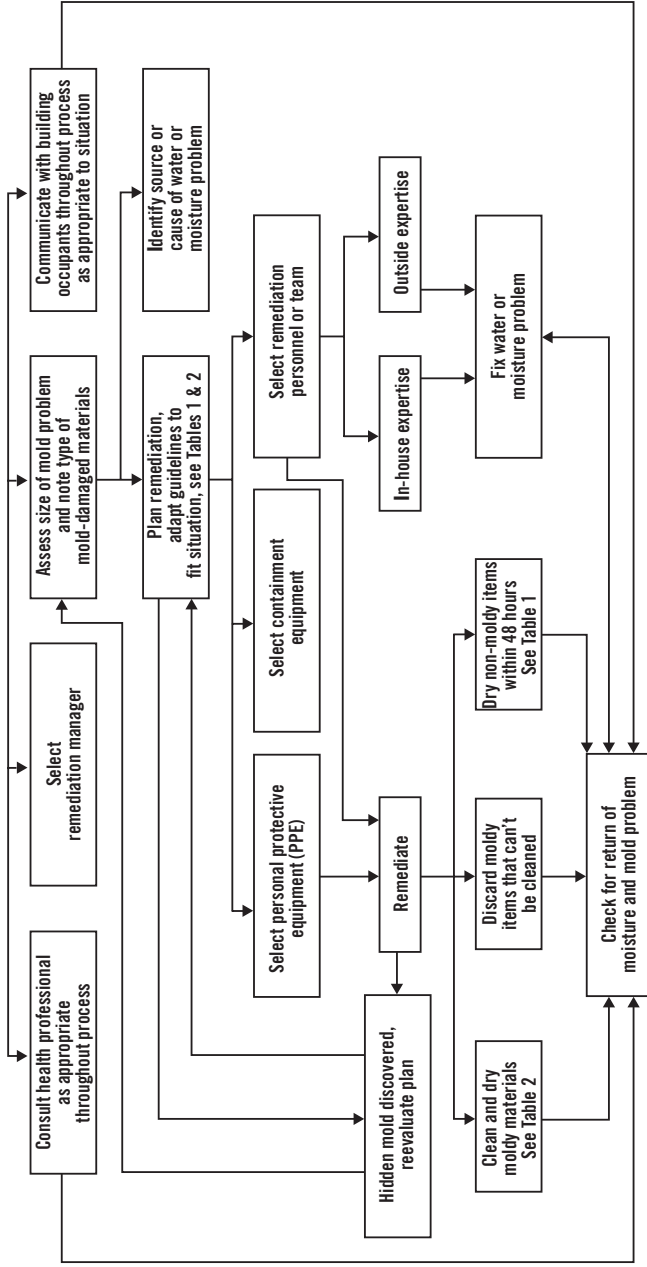 Consult health professional
as appropriate
throughout process
Select
remediation manager
Assess size of mold problem
and note type of
mold-damaged materials
Communicate with building
occupants throughout process
as appropriate to situation
Plan remediation,
adapt guidelines to
fit situation, see Tables 1 & 2
Identify source or
cause of water or
moisture problem
Select personal protective
equipment (PPE)
Select containment
equipment
Select remediation
personnel or team
Hidden mold discovered,
reevaluate plan
Remediate
In-house expertise
Outside expertise
Clean and dry
moldy materials
See Table 2
Discard moldy
items that can't
be cleaned
Dry non-moldy items
within 48 hours
See Table 1
Fix water or
moisture problem
Check for return of
moisture and mold problem